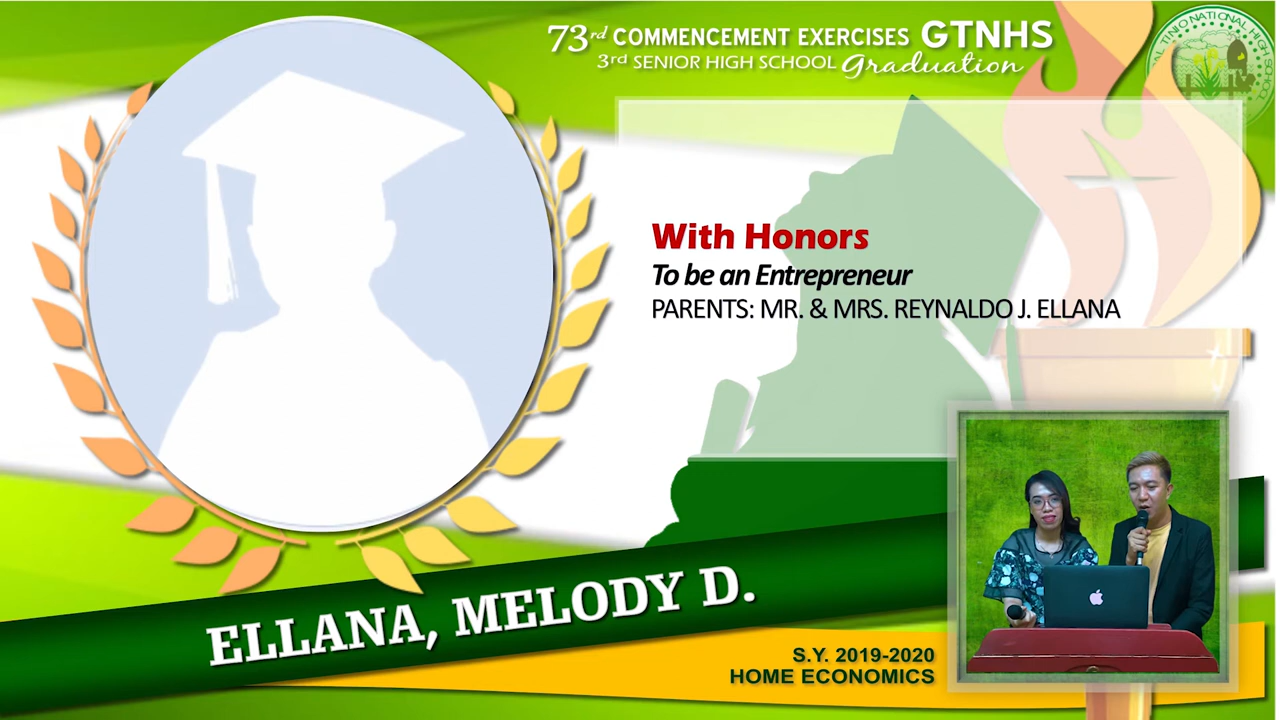 73rd COMMENCEMENT EXERCISES GTNHS
3rd SENIOR HIGH SCHOOL Graduation
With Honors
To be an Entrepreneur
PARENTS: MR. & MRS. REYNALDO J. ELLANA
ELLANA, MELODY D.
S.Y. 2019-2020
HOME ECONOMICS